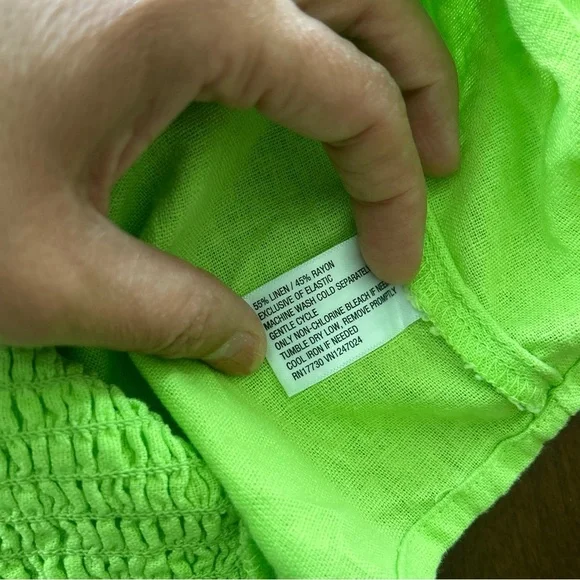 55% LINEN / 45% RAYON
EXCLUSIVE OF ELASTIC
MACHINE WASH COLD SEPARATELY
GENTLE CYCLE
ONLY NON-CHLORINE BLEACH IF NEEDED
TUMBLE DRY LOW, REMOVE PROMPTLY
COOL IRON IF NEEDED
RN17730 VN1247024